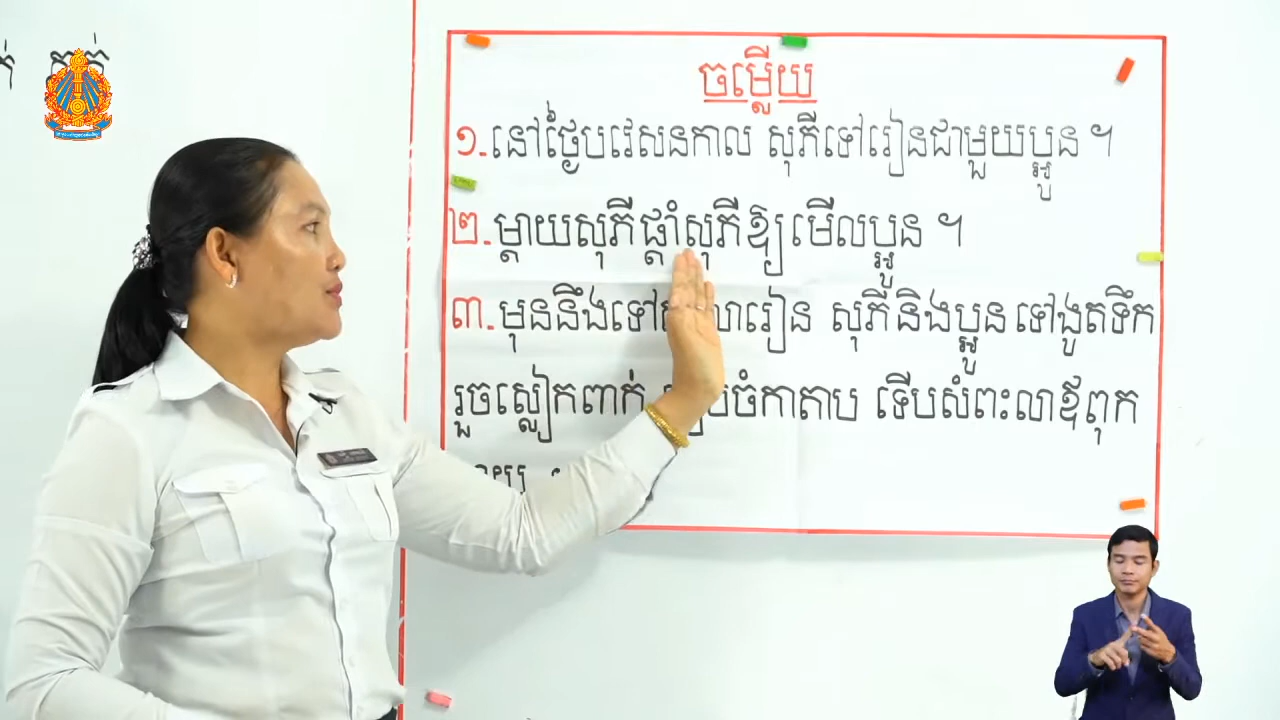 ចម្លើយ
១.នៅថ្ងៃបវេសនកាល សុភីទៅរៀនជាមួយប្អូន ។
២.ម្ដាយសុភីផ្ដាំសុភីឱ្យមើលប្អូន ។
៣.មុននឹងទៅសាលារៀន សុភីនិងប្អូនទៅងូតទឹក
រួចស្លៀកពាក់ ចំកាតាប ទើបសំពះលាឪពុក